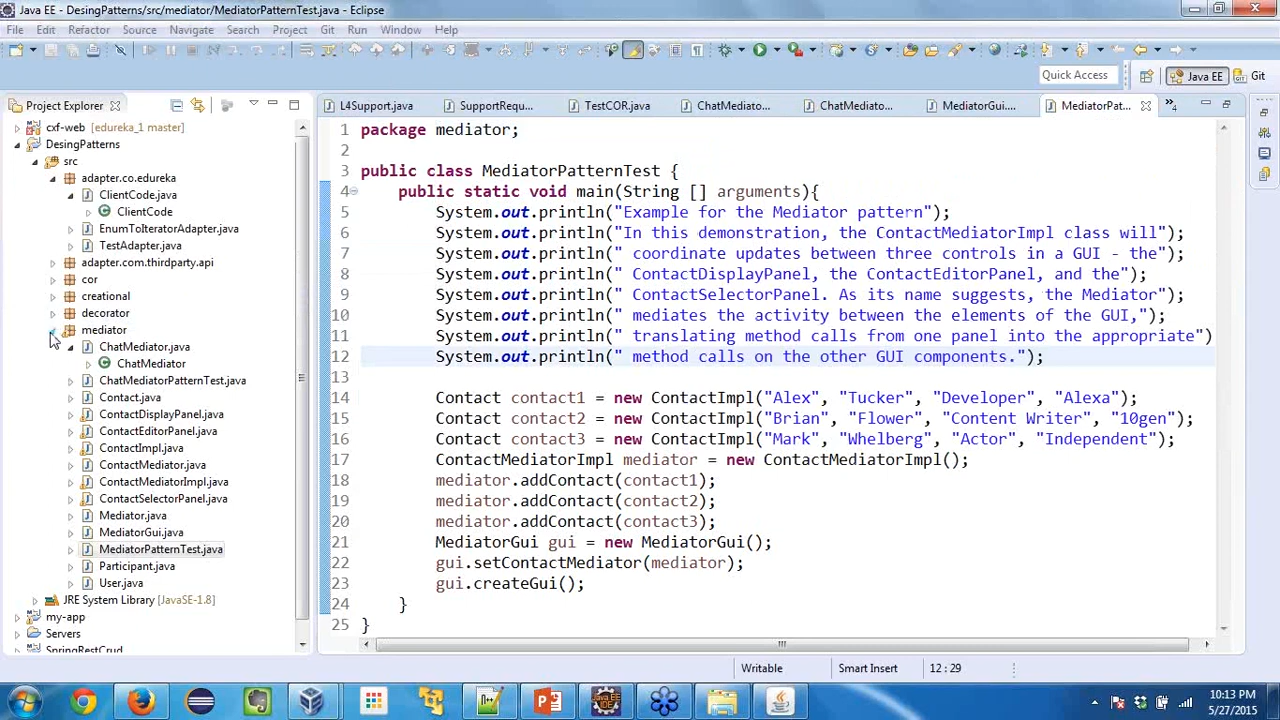 Java EE - DesingPatterns/src/mediator/MediatorPatternTest.java - Eclipse
File Edit Refactor Source Navigate Search Project Git Run Window Help
Quick Access
Java EE
Git
Project Explorer
L4Support.java
SupportRequ...
TestCOR.java
ChatMediato...
ChatMediato...
MediatorGui....
MediatorPat...
4
cxf-web [edureka_1 master]
DesingPatterns
src
adapter.co.edureka
ClientCode.java
ClientCode
EnumToIteratorAdapter.java
TestAdapter.java
adapter.com.thirdparty.api
cor
creational
decorator
mediator
ChatMediator.java
ChatMediator
ChatMediatorPatternTest.java
Contact.java
ContactDisplayPanel.java
ContactEditorPanel.java
ContactImpl.java
ContactMediator.java
ContactMediatorImpl.java
ContactSelectorPanel.java
Mediator.java
MediatorGui.java
MediatorPatternTest.java
Participant.java
User.java
JRE System Library [JavaSE-1.8]
my-app
Servers
SpringRestCrud
1 package mediator;
2
3 public class MediatorPatternTest {
4 public static void main(String [] arguments){
5 System.out.println("Example for the Mediator pattern");
6 System.out.println("In this demonstration, the ContactMediatorImpl class will");
7 System.out.println(" coordinate updates between three controls in a GUI - the");
8 System.out.println(" ContactDisplayPanel, the ContactEditorPanel, and the");
9 System.out.println(" ContactSelectorPanel. As its name suggests, the Mediator");
10 System.out.println(" mediates the activity between the elements of the GUI,");
11 System.out.println(" translating method calls from one panel into the appropriate")
12 System.out.println(" method calls on the other GUI components.");
13
14 Contact contact1 = new ContactImpl("Alex", "Tucker", "Developer", "Alexa");
15 Contact contact2 = new ContactImpl("Brian", "Flower", "Content Writer", "10gen");
16 Contact contact3 = new ContactImpl("Mark", "Whelberg", "Actor", "Independent");
17 ContactMediatorImpl mediator = new ContactMediatorImpl();
18 mediator.addContact(contact1);
19 mediator.addContact(contact2);
20 mediator.addContact(contact3);
21 MediatorGui gui = new MediatorGui();
22 gui.setContactMediator(mediator);
23 gui.createGui();
24 }
25 }
Writable
Smart Insert
12 : 29
10:13 PM
5/27/2015